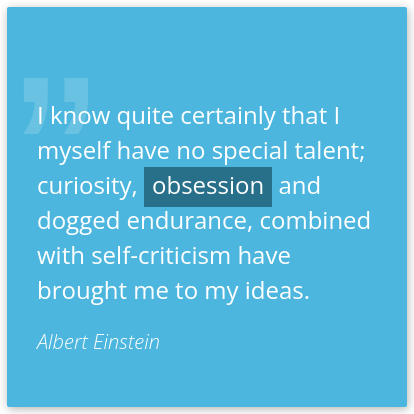 I know quite certainly that I
myself have no special talent;
curiosity, obsession and
dogged endurance, combined
with self-criticism have
brought me to my ideas.
Albert Einstein